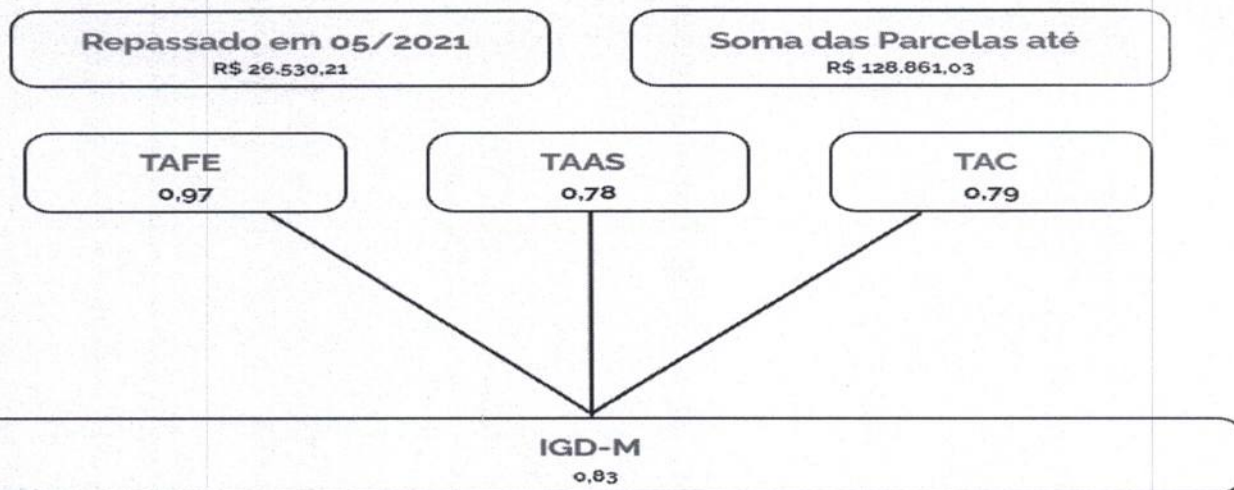 Repassado em 05/2021
R$ 26.530,21
Soma das Parcelas até
R$ 128.861,03
TAFE
0,97
TAAS
0,78
TAC
0,79
IGD-M
0,83